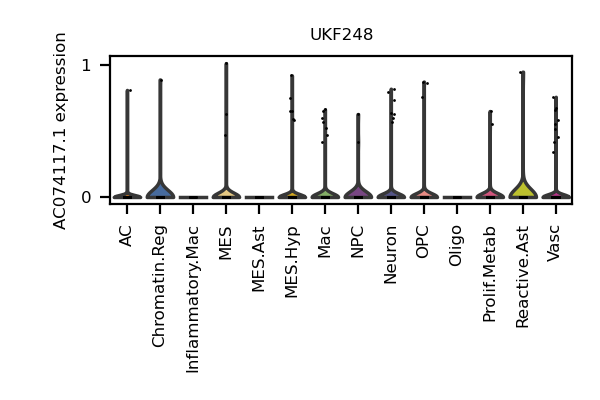 UKF248
AC074117.1 expression
1
0
AC
Chromatin.Reg
Inflammatory.Mac
MES
MES.Ast
MES.Hyp
Mac
NPC
Neuron
OPC
Oligo
Prolif.Metab
Reactive.Ast
Vasc